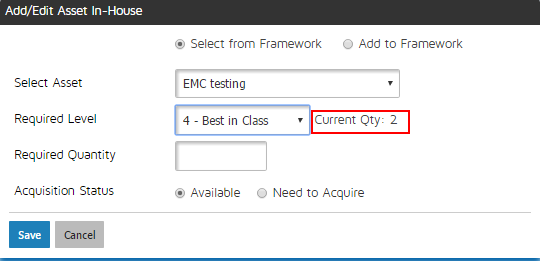 Add/Edit Asset In-House
Select from Framework Add to Framework
Select Asset EMC testing
Required Level 4 - Best in Class Current Qty: 2
Required Quantity
Acquisition Status Available Need to Acquire
Save Cancel